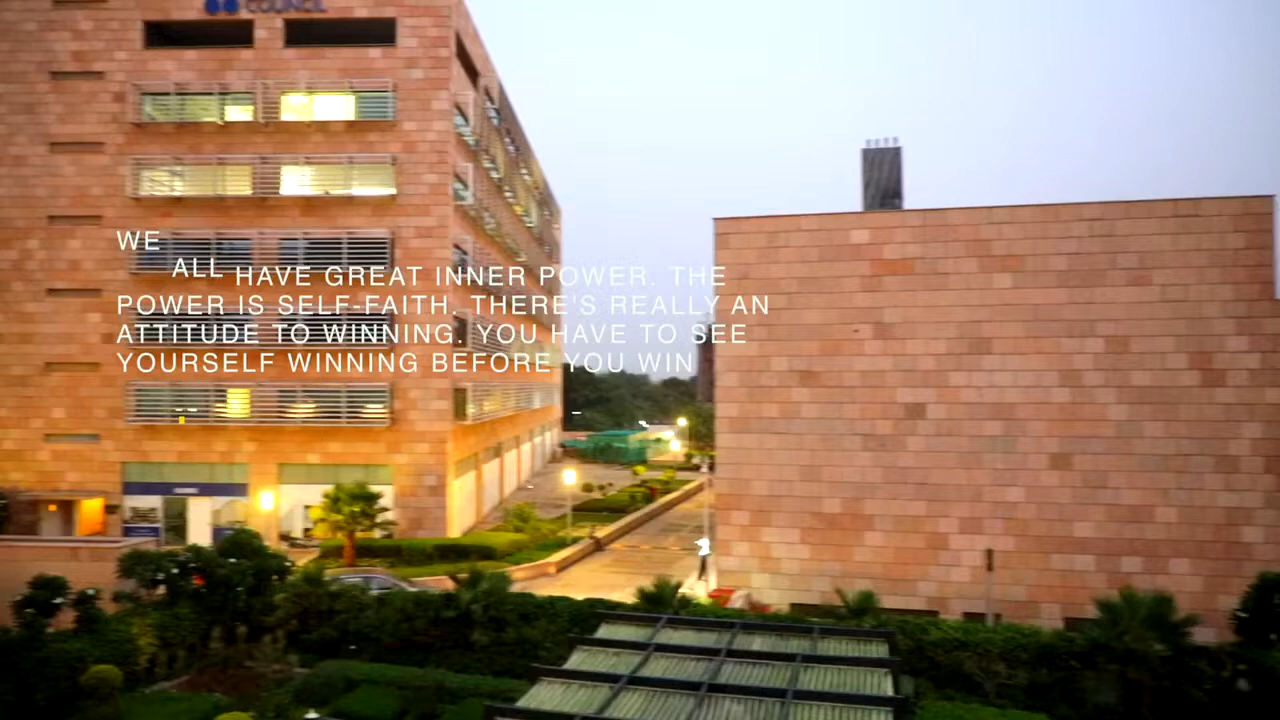 COUNCIL
WE
ALL HAVE GREAT INNER POWER. THE
POWER IS SELF-FAITH. THERE'S REALLY AN
ATTITUDE TO WINNING. YOU HAVE TO SEE
YOURSELF WINNING BEFORE YOU WIN